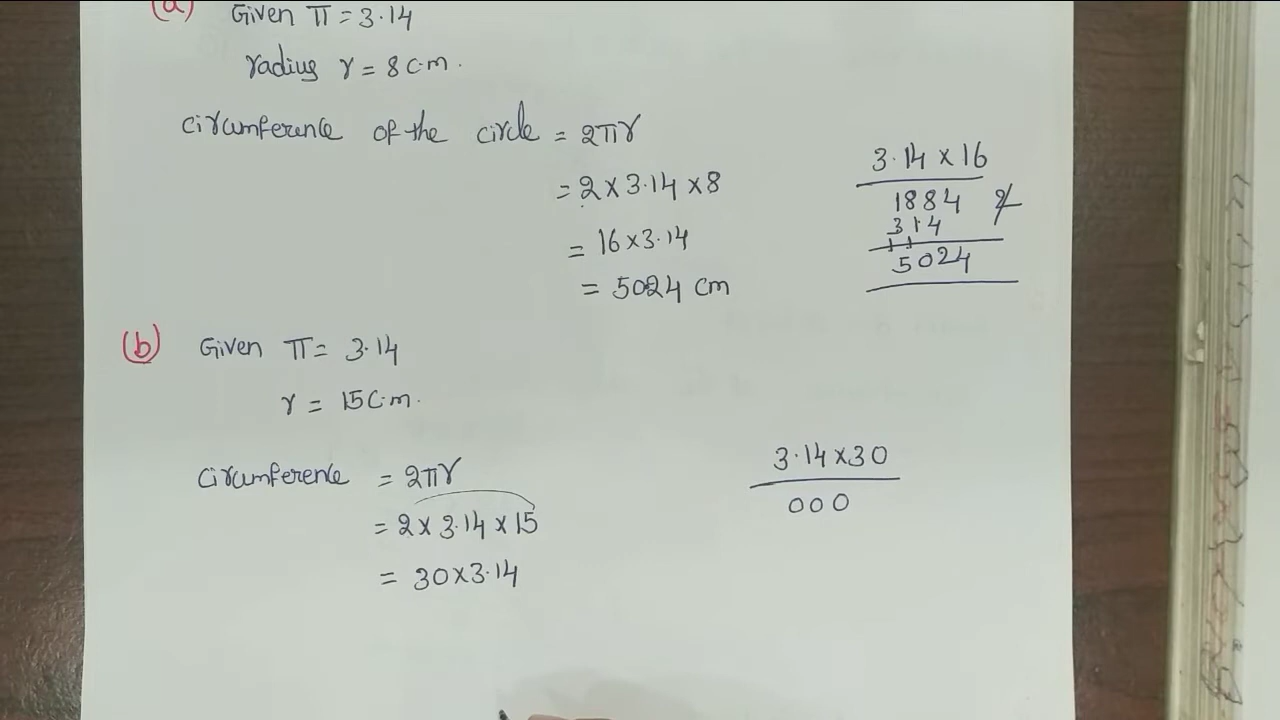 (a) Given π = 3.14
radius r = 8 c.m.
circumference of the circle = 2πr
= 2 × 3.14 × 8
= 16 × 3.14
= 5024 cm
3.14 × 16
1884
314
5024
(b) Given π = 3.14
r = 15 c.m.
circumference = 2πr
= 2 × 3.14 × 15
= 30 × 3.14
3.14 × 30
000